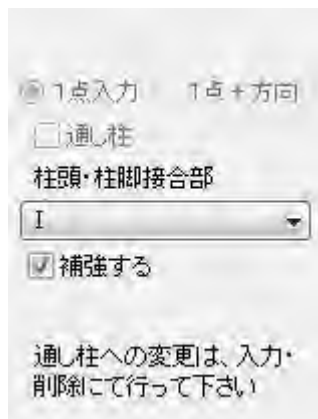 1点入力 1点+方向
通し柱
柱頭・柱脚接合部
I
補強する
通し柱への変更は、入力・
削除にて行って下さい